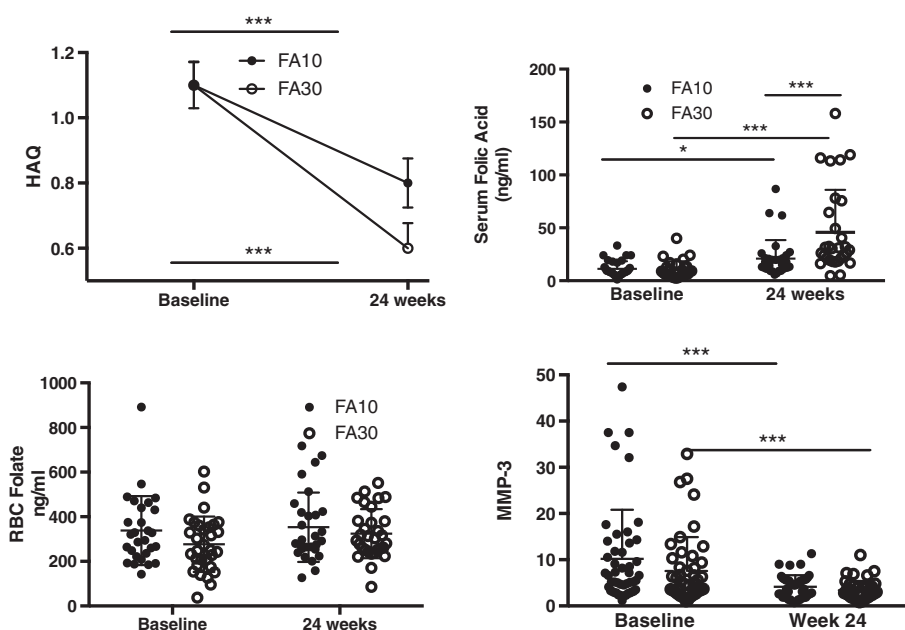 ***
FA10
FA30
1.2
1.0
0.8
0.6
HAQ
***
Baseline
24 weeks
200
150
100
50
0
Serum Folic Acid
(ng/ml)
FA10
FA30
***
***
*
Baseline
24 weeks
1000
800
600
400
200
0
RBC Folate
ng/ml
FA10
FA30
Baseline
24 weeks
50
40
30
20
10
0
MMP-3
***
***
Baseline
Week 24